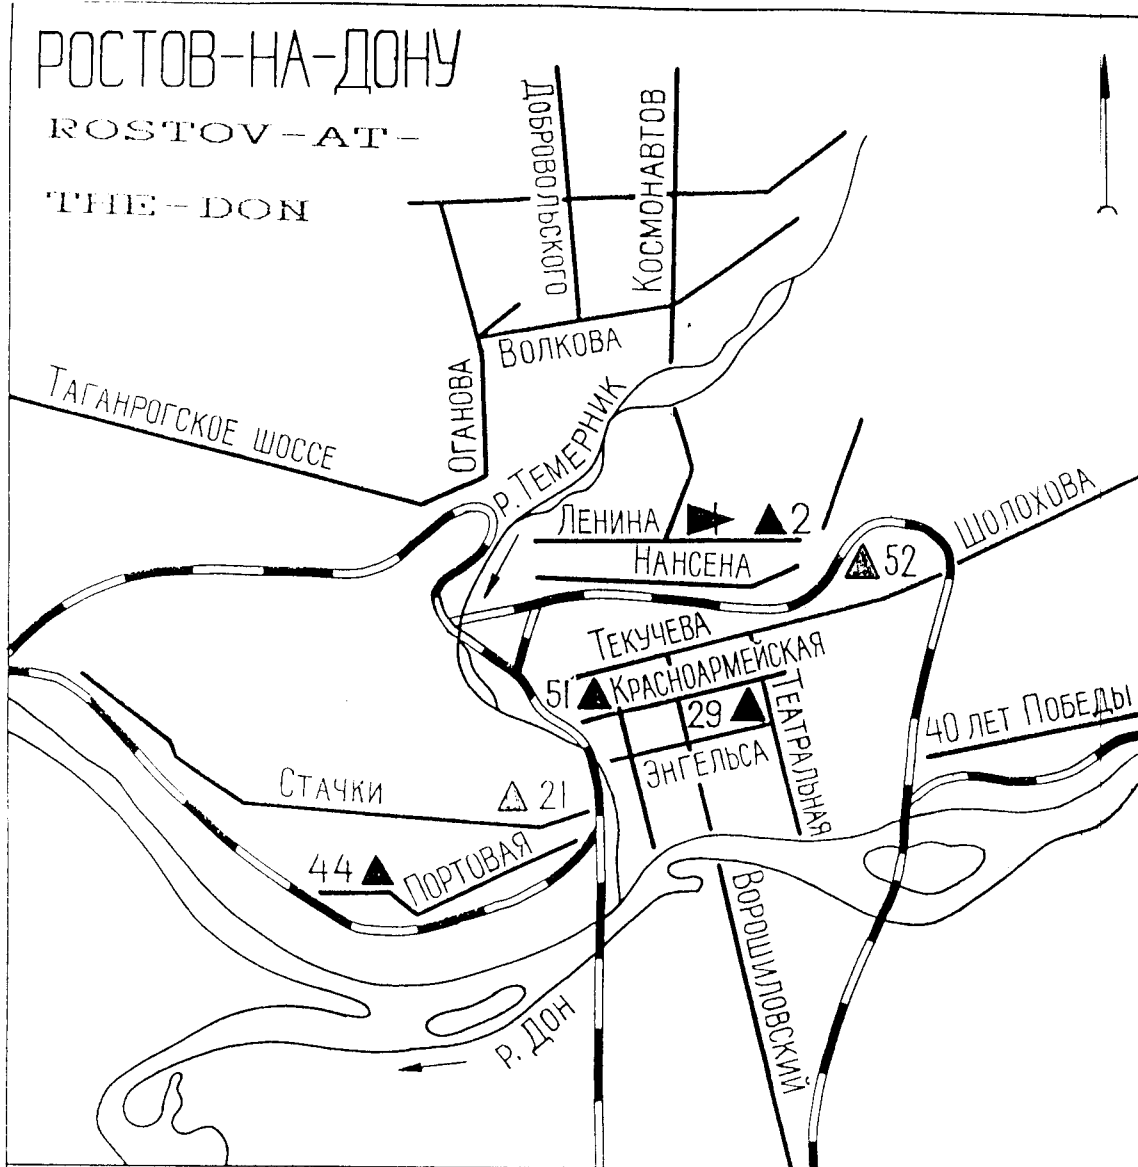 РОСТОВ-НА-ДОНУ
ROSTOV-AT-
THE-DON
ДОБРОВОЛЬСКОГО
КОСМОНАВТОВ
ВОЛКОВА
ОГАНОВА
ТАГАНРОГСКОЕ ШОССЕ
Р. ТЕМЕРНИК
ЛЕНИНА
2
НАНСЕНА
ШОЛОХОВА
52
ТЕКУЧЕВА
КРАСНОАРМЕЙСКАЯ
51
29
ТЕАТРАЛЬНАЯ
ЭНГЕЛЬСА
40 ЛЕТ ПОБЕДЫ
СТАЧКИ
21
44
ПОРТОВАЯ
ВОРОШИЛОВСКИЙ
Р. ДОН